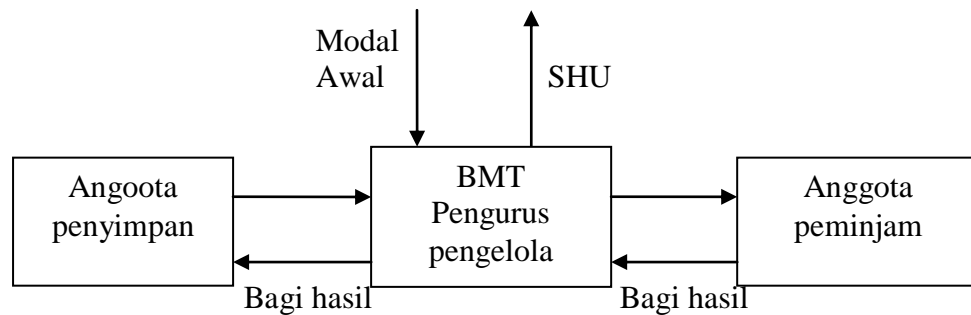 Modal
Awal
SHU
Angoota
penyimpan
BMT
Pengurus
pengelola
Anggota
peminjam
Bagi hasil
Bagi hasil